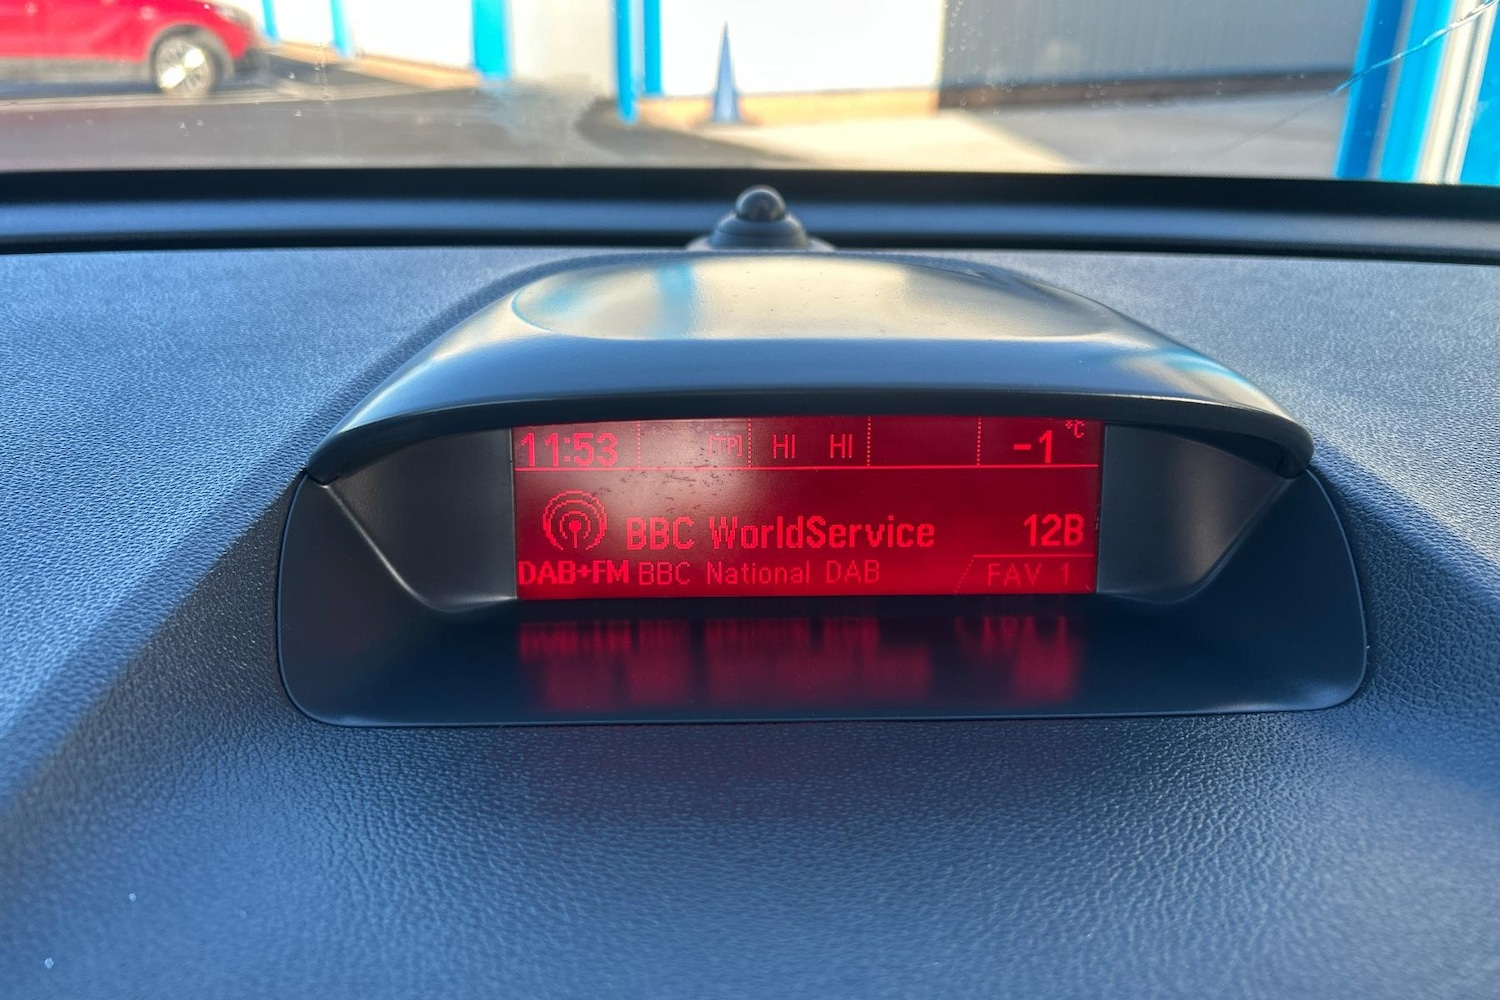 11:53 [TP] HI HI -1 °C
BBC WorldService 12B
DAB+FM BBC National DAB FAV 1